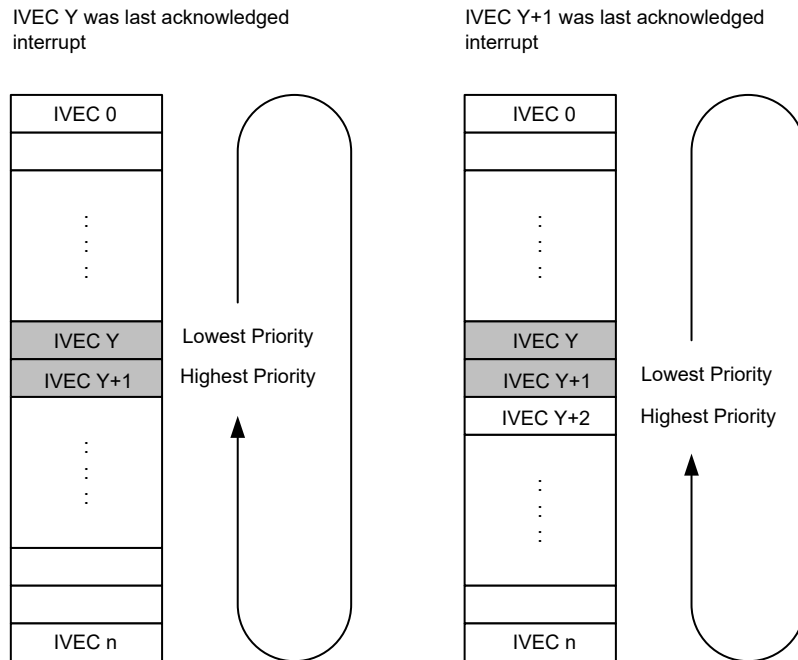 IVEC Y was last acknowledged
interrupt
IVEC 0
.
.
.
IVEC Y
Lowest Priority
IVEC Y+1
Highest Priority
.
.
.
IVEC n
IVEC Y+1 was last acknowledged
interrupt
IVEC 0
.
.
.
IVEC Y
IVEC Y+1
Lowest Priority
IVEC Y+2
Highest Priority
.
.
.
IVEC n